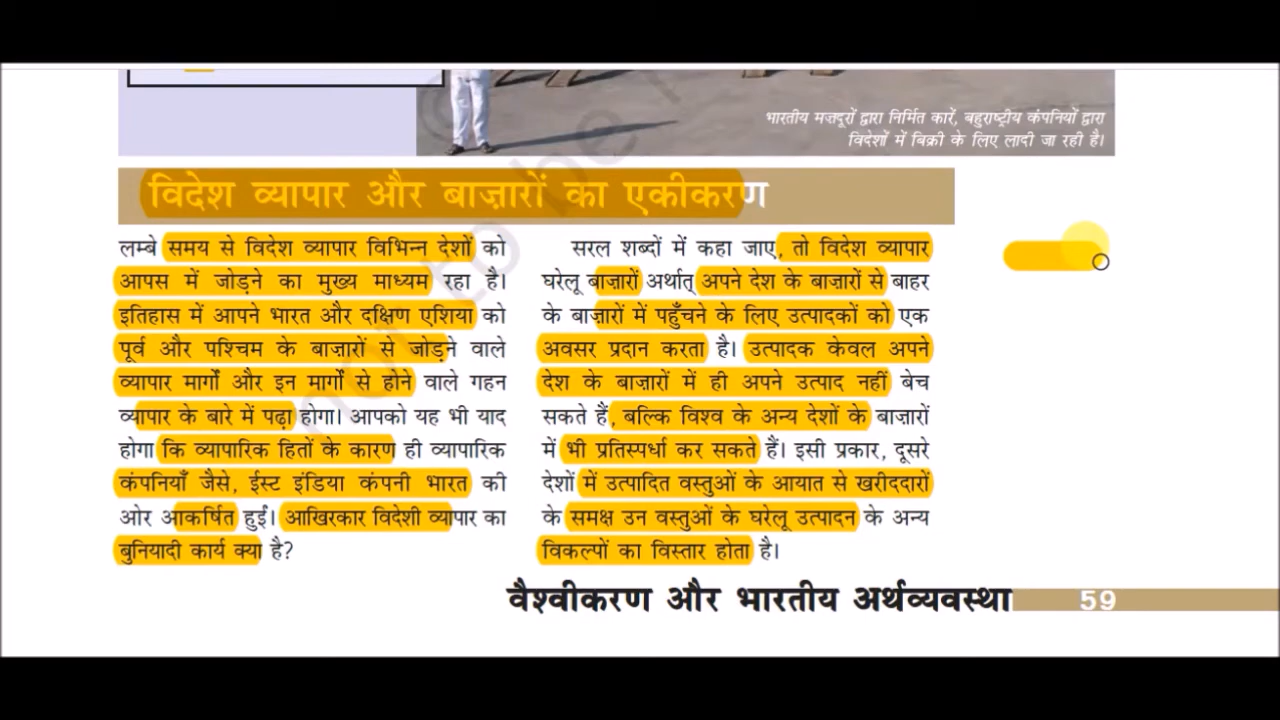 भारतीय मजदूरों द्वारा निर्मित कारें, बहुराष्ट्रीय कंपनियों द्वारा
विदेशों में बिक्री के लिए लादी जा रही है।
विदेश व्यापार और बाज़ारों का एकीकरण
लम्बे समय से विदेश व्यापार विभिन्न देशों को
आपस में जोड़ने का मुख्य माध्यम रहा है।
इतिहास में आपने भारत और दक्षिण एशिया को
पूर्व और पश्चिम के बाज़ारों से जोड़ने वाले
व्यापार मार्गों और इन मार्गों से होने वाले गहन
व्यापार के बारे में पढ़ा होगा। आपको यह भी याद
होगा कि व्यापारिक हितों के कारण ही व्यापारिक
कंपनियाँ जैसे, ईस्ट इंडिया कंपनी भारत की
ओर आकर्षित हुईं। आखिरकार विदेशी व्यापार का
बुनियादी कार्य क्या है?
सरल शब्दों में कहा जाए, तो विदेश व्यापार
घरेलू बाज़ारों अर्थात् अपने देश के बाज़ारों से बाहर
के बाज़ारों में पहुँचने के लिए उत्पादकों को एक
अवसर प्रदान करता है। उत्पादक केवल अपने
देश के बाज़ारों में ही अपने उत्पाद नहीं बेच
सकते हैं, बल्कि विश्व के अन्य देशों के बाज़ारों
में भी प्रतिस्पर्धा कर सकते हैं। इसी प्रकार, दूसरे
देशों में उत्पादित वस्तुओं के आयात से खरीददारों
के समक्ष उन वस्तुओं के घरेलू उत्पादन के अन्य
विकल्पों का विस्तार होता है।
वैश्वीकरण और भारतीय अर्थव्यवस्था 59
not to be